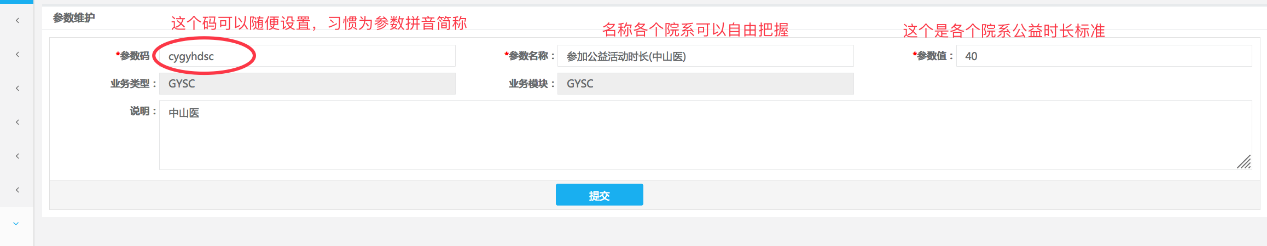 参数维护
这个码可以随便设置，习惯为参数拼音简称
名称各个院系可以自由把握
这个是各个院系公益时长标准
*参数码： cygyhdsc *参数名称： 参加公益活动时长(中山医) *参数值： 40
业务类型： GYSC 业务模块： GYSC
说明： 中山医
提交